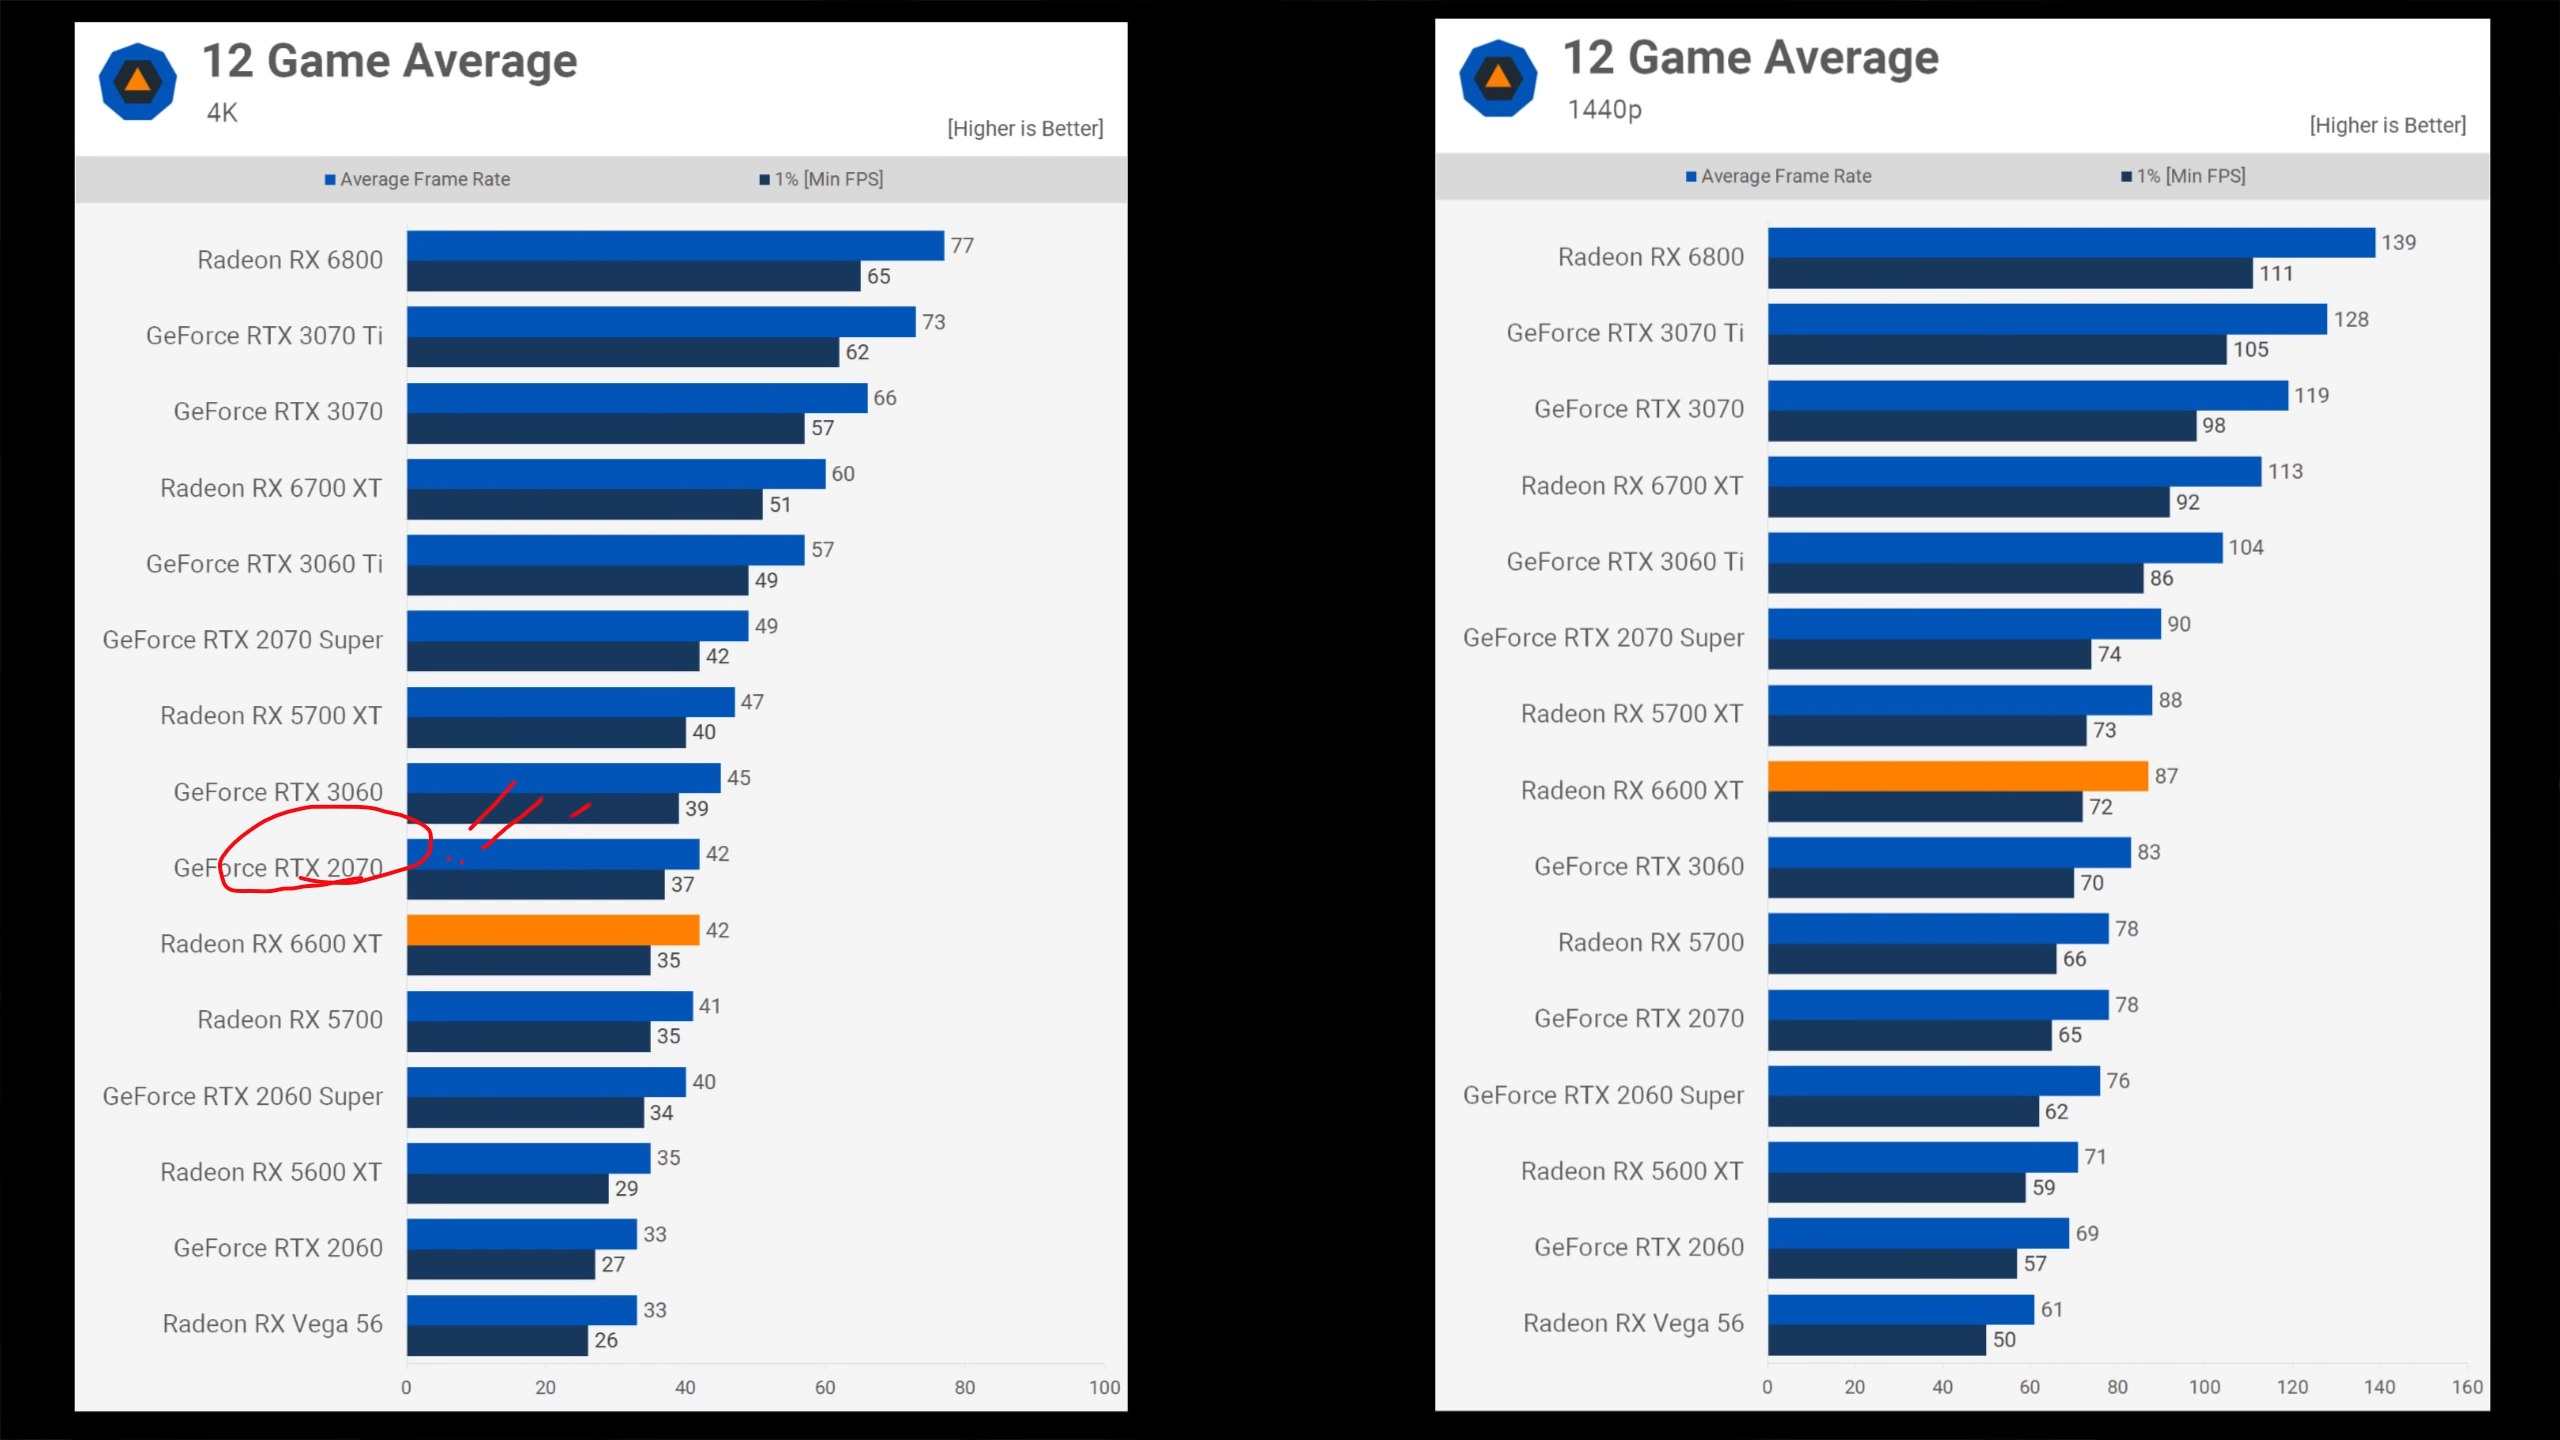 12 Game Average
4K
[Higher is Better]
Average Frame Rate 1% [Min FPS]
Radeon RX 6800 77
65
GeForce RTX 3070 Ti 73
62
GeForce RTX 3070 66
57
Radeon RX 6700 XT 60
51
GeForce RTX 3060 Ti 57
49
GeForce RTX 2070 Super 49
42
Radeon RX 5700 XT 47
40
GeForce RTX 3060 45
39
GeForce RTX 2070 42
37
Radeon RX 6600 XT 42
35
Radeon RX 5700 41
35
GeForce RTX 2060 Super 40
34
Radeon RX 5600 XT 35
29
GeForce RTX 2060 33
27
Radeon RX Vega 56 33
26
0 20 40 60 80 100
12 Game Average
1440p
[Higher is Better]
Average Frame Rate 1% [Min FPS]
Radeon RX 6800 139
111
GeForce RTX 3070 Ti 128
105
GeForce RTX 3070 119
98
Radeon RX 6700 XT 113
92
GeForce RTX 3060 Ti 104
86
GeForce RTX 2070 Super 90
74
Radeon RX 5700 XT 88
73
Radeon RX 6600 XT 87
72
GeForce RTX 3060 83
70
Radeon RX 5700 78
66
GeForce RTX 2070 78
65
GeForce RTX 2060 Super 76
62
Radeon RX 5600 XT 71
59
GeForce RTX 2060 69
57
Radeon RX Vega 56 61
50
0 20 40 60 80 100 120 140 160